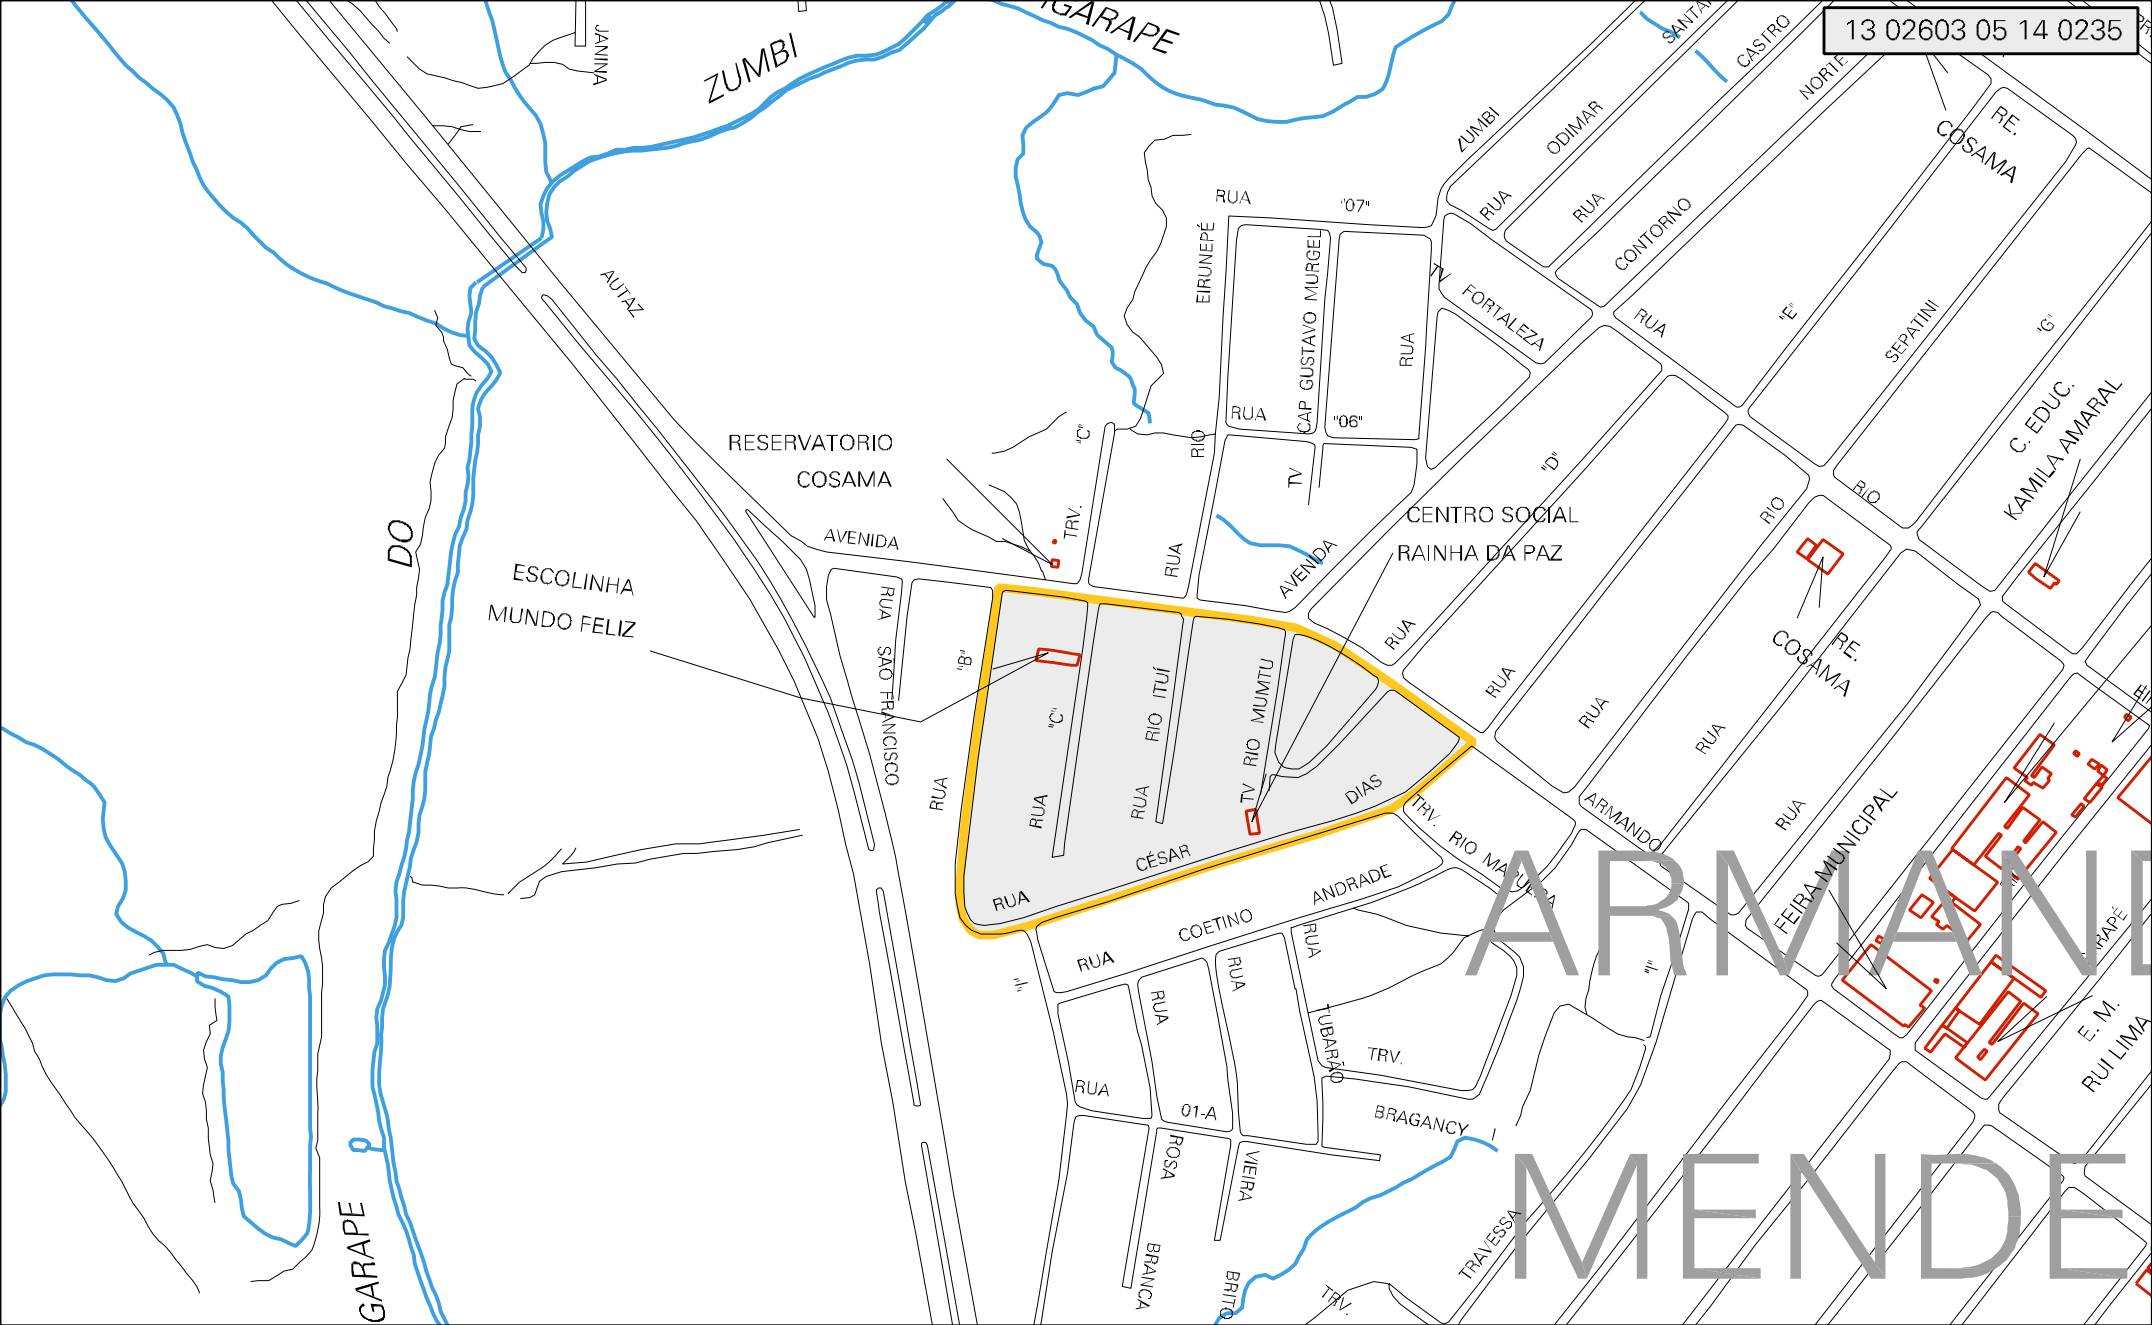 13 02603 05 14 0235
IGARAPE
ZUMBI
JANINA
ZUMBI
ODIMAR
CASTRO
NORTE
RE.
COSAMA
RUA
RUA
CONTORNO
RUA
"07"
EIRUNEPÉ
CAP GUSTAVO MURGEL
TV
FORTALEZA
RUA
RUA
"E"
SEPATINI
"G"
AUTAZ
C. EDUC.
KAMILA AMARAL
RUA
"06"
RESERVATORIO
COSAMA
"C"
RIO
TV
"D"
RIO
RIO
DO
AVENIDA
TRV.
RUA
AVENIDA
CENTRO SOCIAL
RAINHA DA PAZ
ESCOLINHA
MUNDO FELIZ
RUA
SÃO FRANCISCO
"B"
RUA
RE.
COSAMA
RUA
RIO ITUÍ
TV RIO MUMTU
"C"
RUA
RUA
RUA
RUA
RUA
RUA
CÉSAR
DIAS
RUA
TRV.
RIO
ARMANDO
FEIRA MUNICIPAL
ARMAND
RUA
COETINO
ANDRADE
RUA
RUA
RUA
TUBARÃO
"I"
"I"
E. M.
RUI LIMA
TRV.
RUA
01-A
BRAGANCY
ROSA
VIEIRA
MENDE
GARAPE
BRANCA
BRITO
TRAVESSA
TRV.